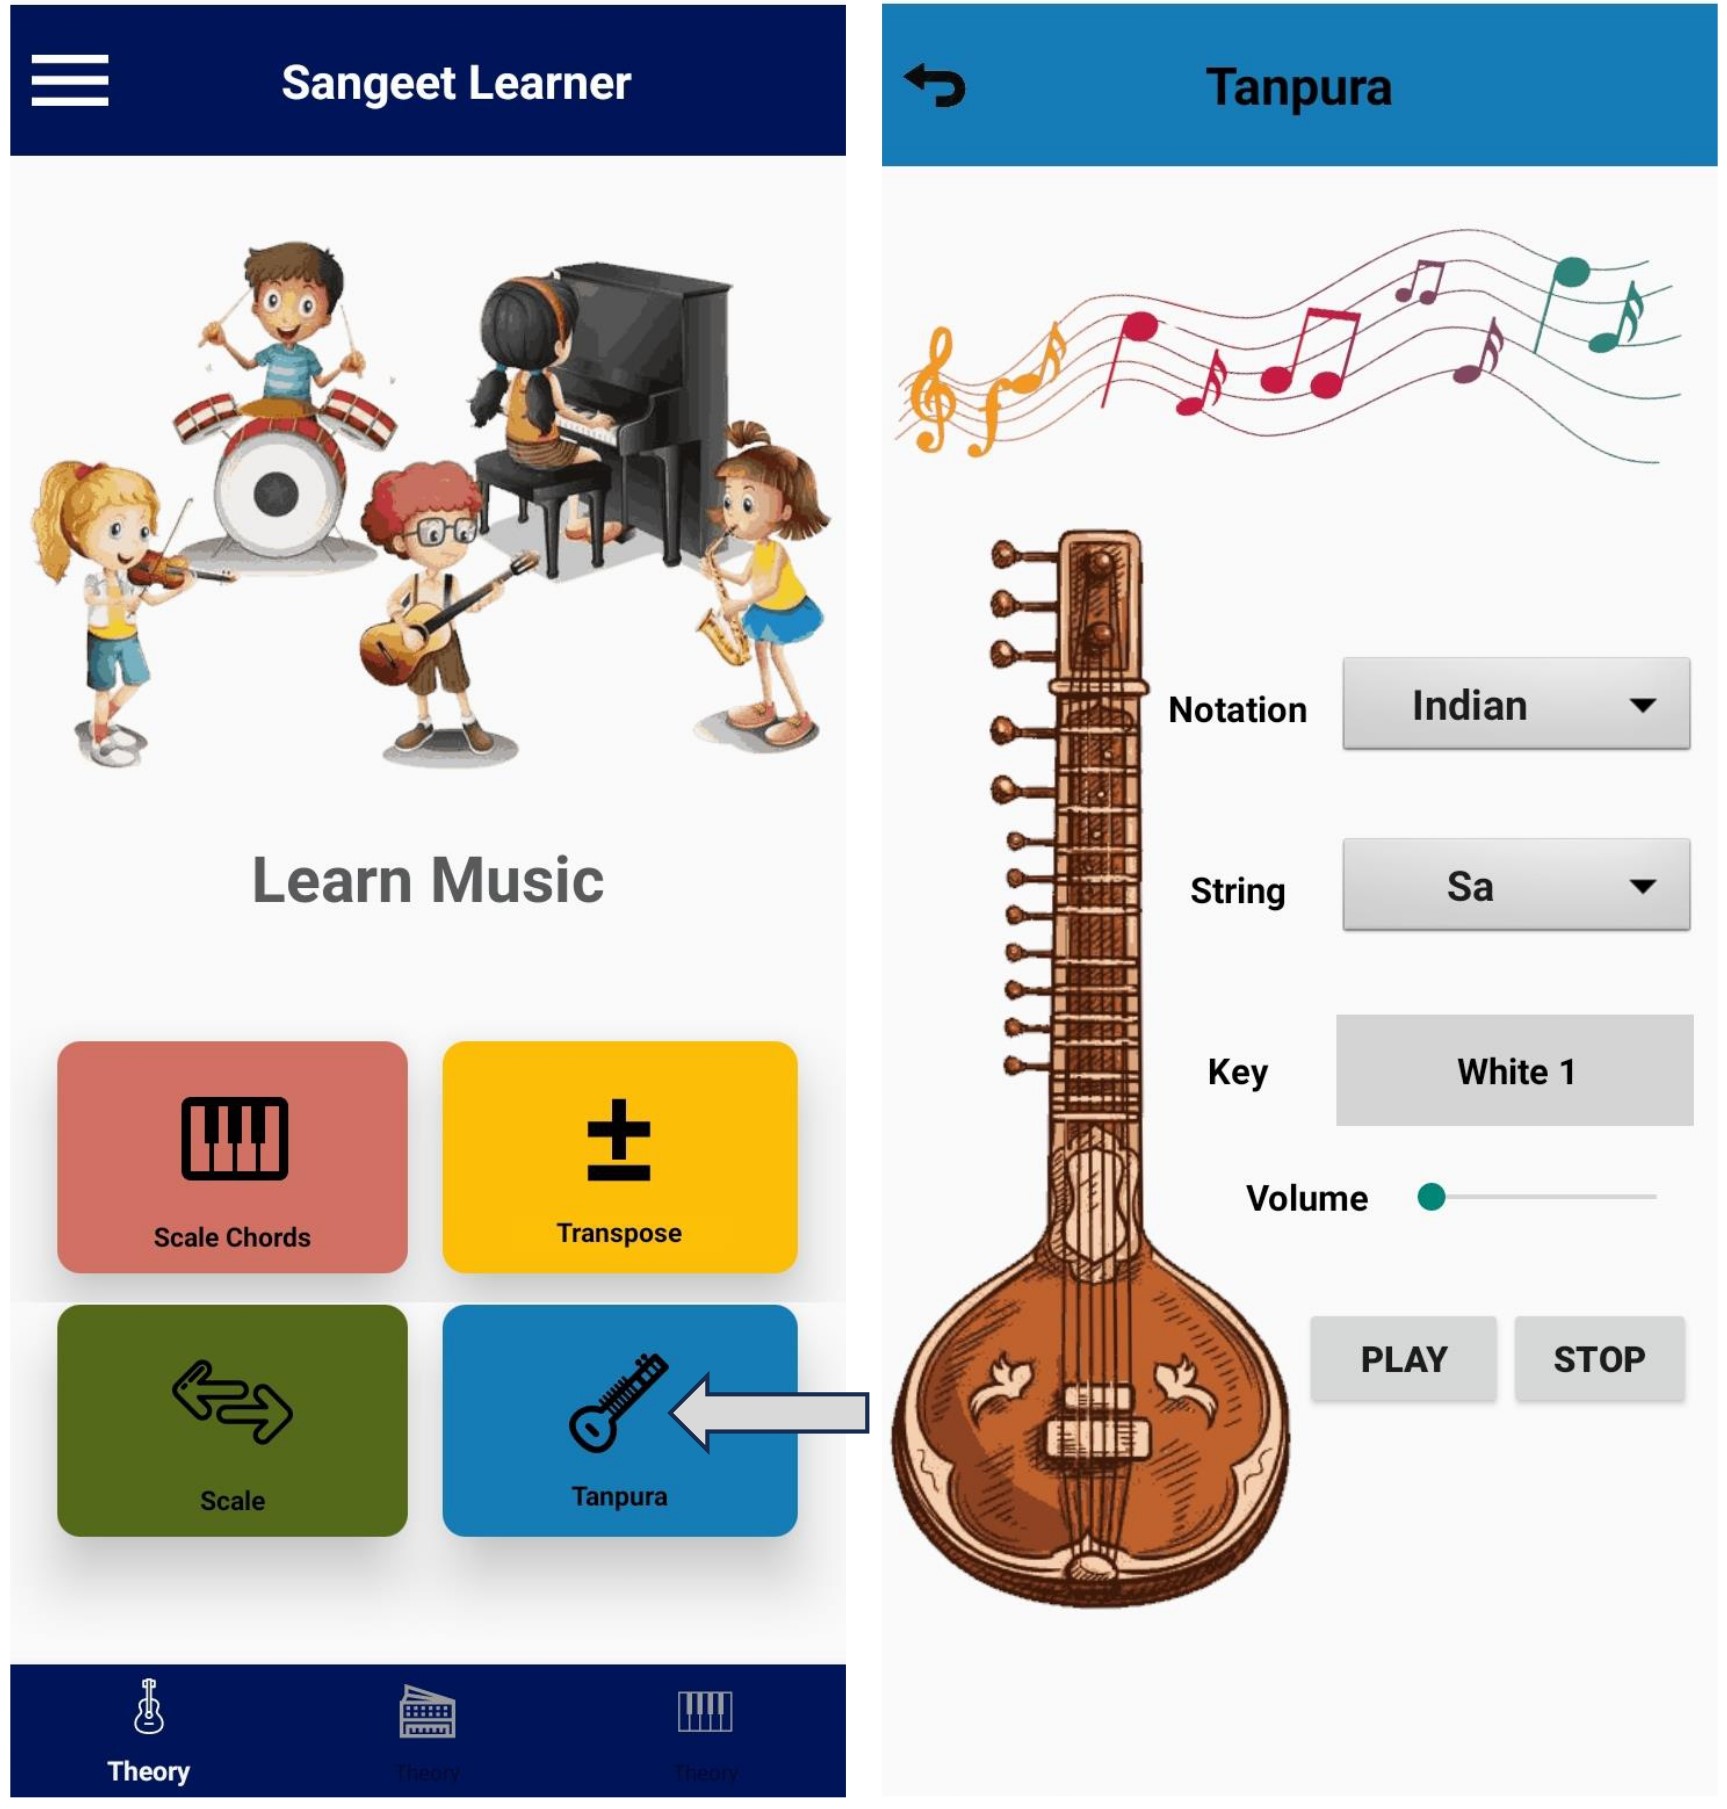 Sangeet Learner
Learn Music
Scale Chords
Transpose
Scale
Tanpura
Theory
Theory
Theory
Tanpura
Notation
Indian
String
Sa
Key
White 1
Volume
PLAY
STOP